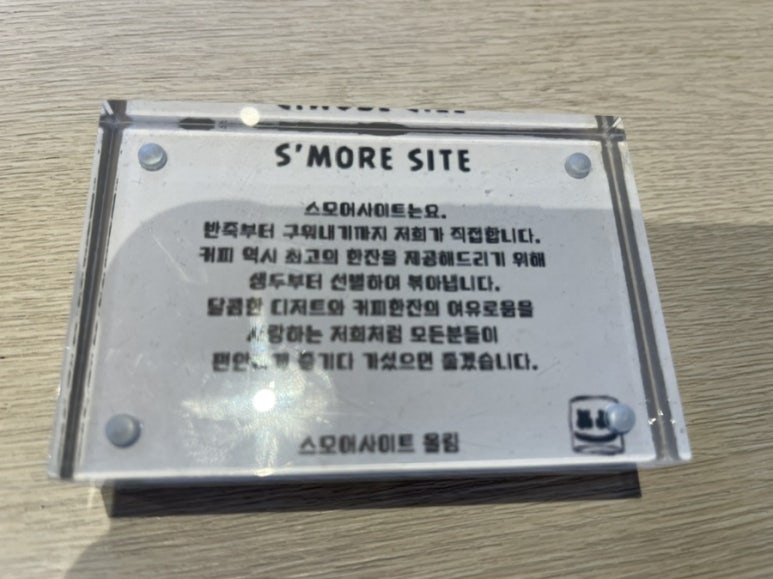 S'MORE SITE
스모어사이트는요.
반죽부터 구워내기까지 저희가 직접합니다.
커피 역시 최고의 한잔을 제공해드리기 위해
생두부터 선별하여 볶아냅니다.
달콤한 디저트와 커피한잔의 여유로움을
사랑하는 저희처럼 모든분들이
즐기다 가셨으면 좋겠습니다.
스모어사이트 올림